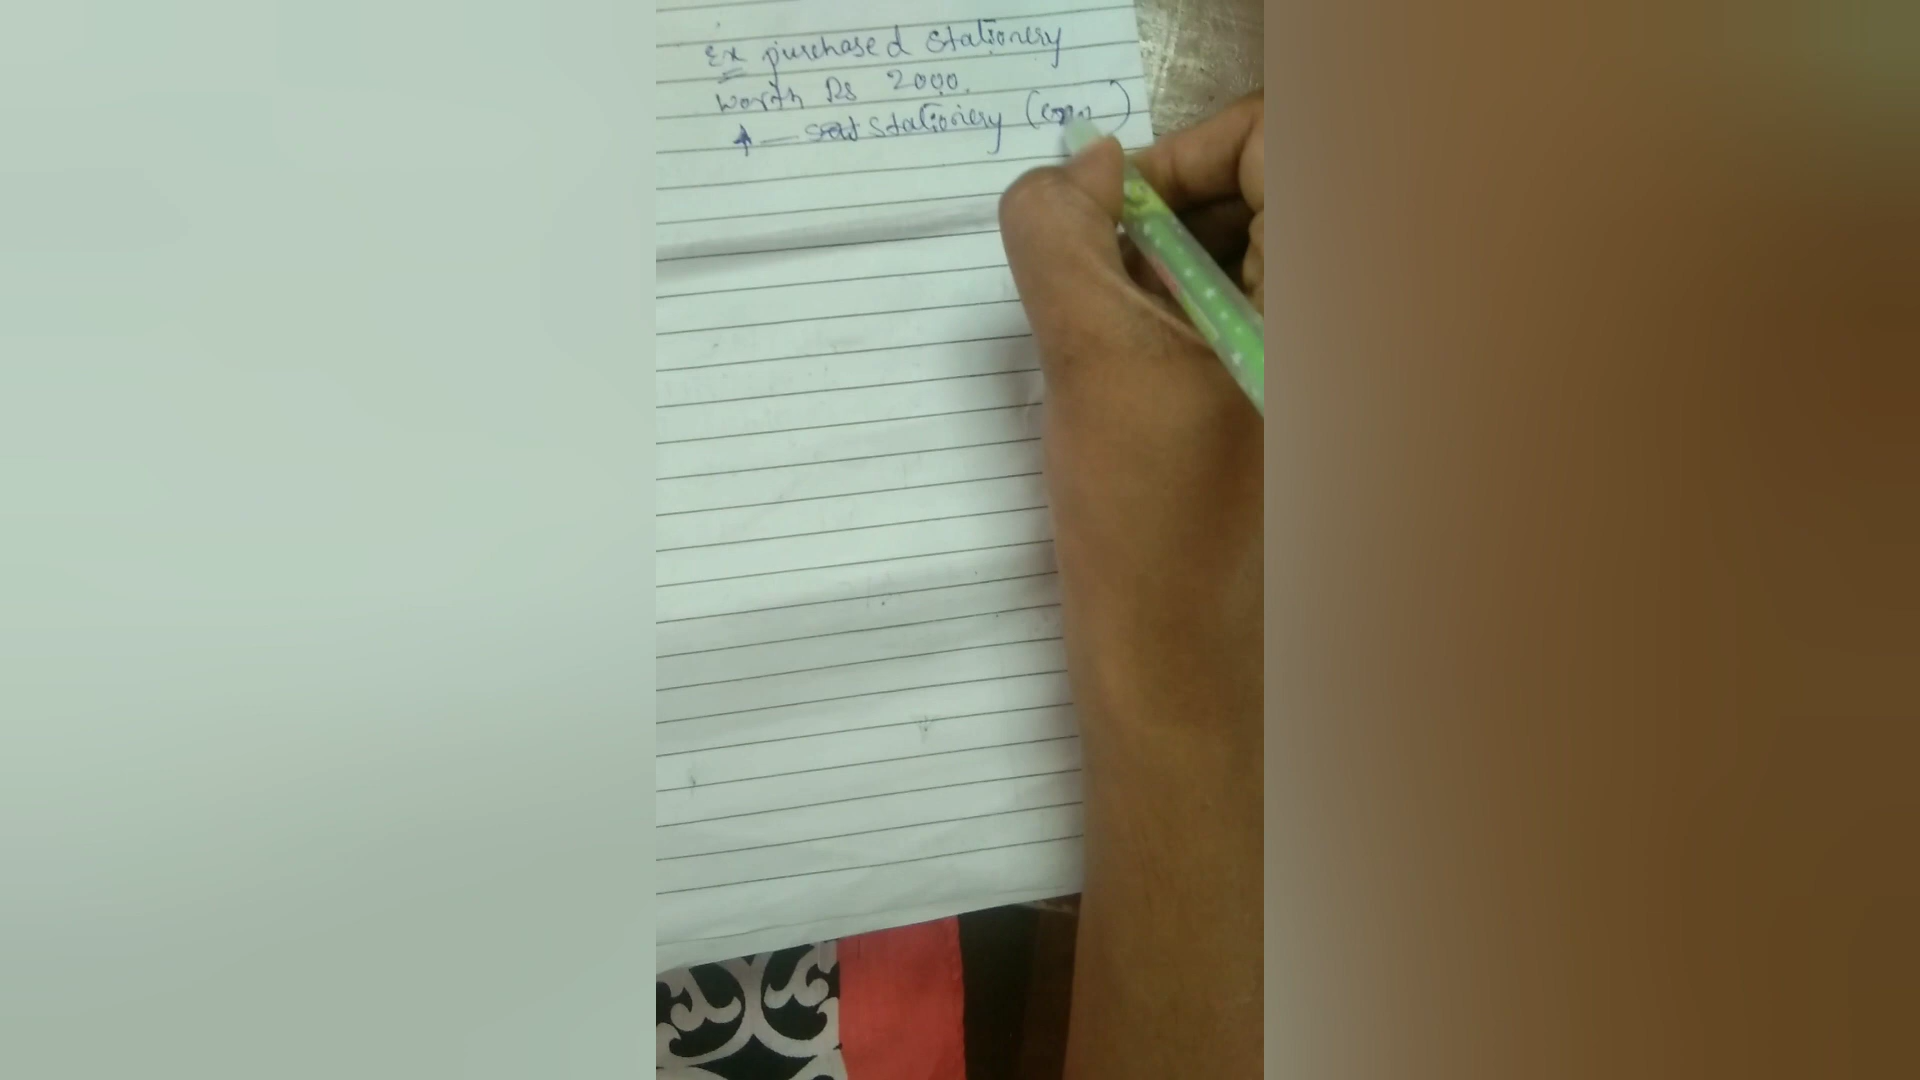 Ex purchased stationery
worth Rs 2000.
stationery (